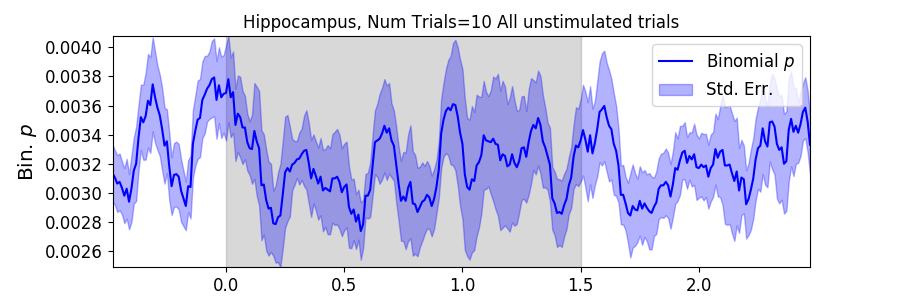 Hippocampus, Num Trials=10 All unstimulated trials
Bin. p
0.0040
0.0038
0.0036
0.0034
0.0032
0.0030
0.0028
0.0026
Binomial p
Std. Err.
0.0 0.5 1.0 1.5 2.0